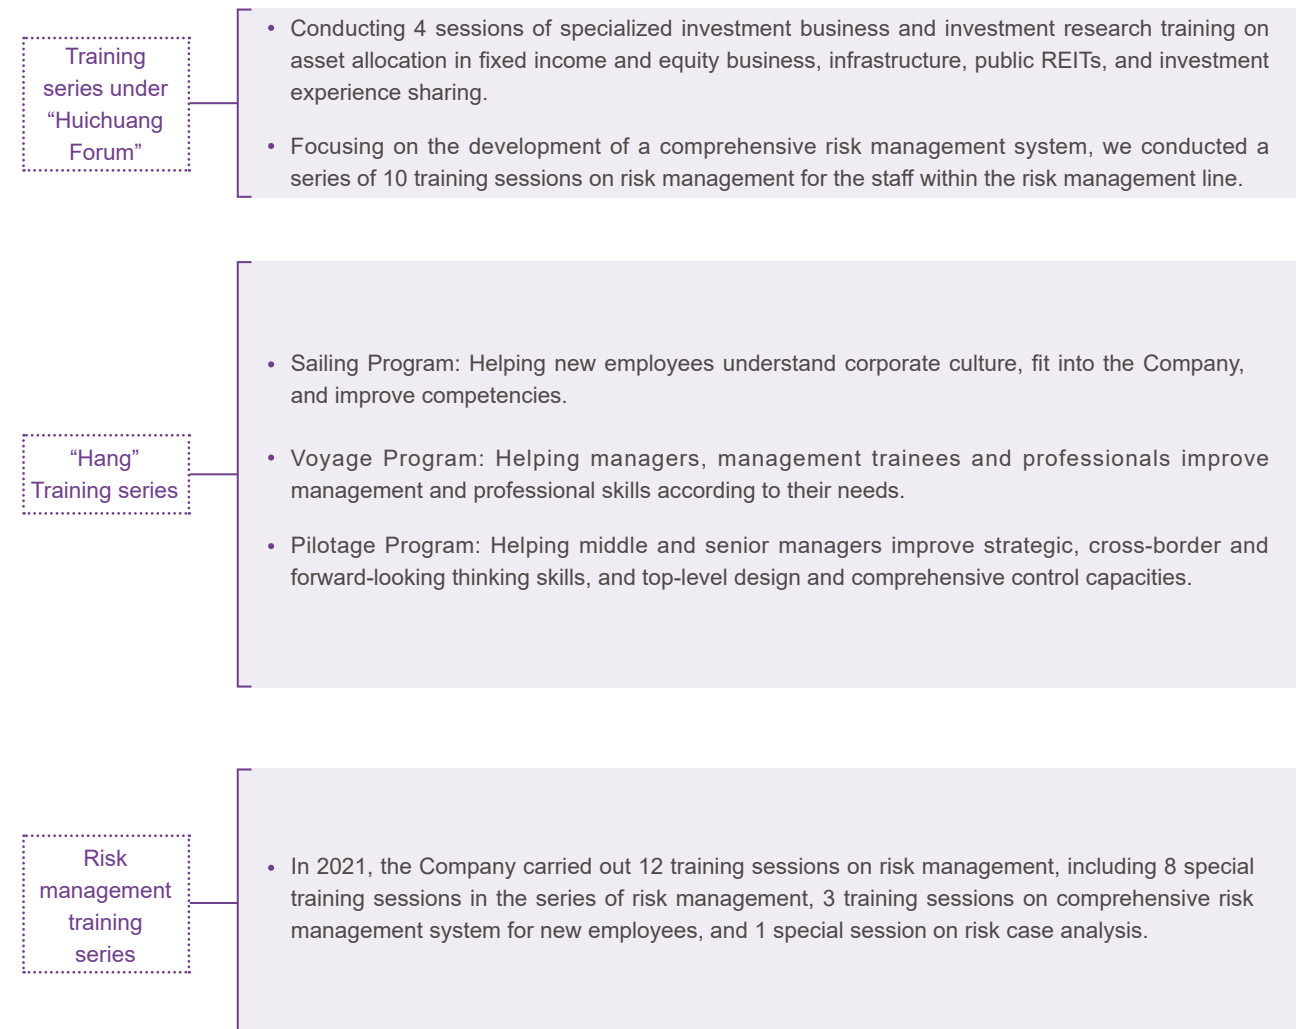 Training
series under
“Huichuang
Forum”
• Conducting 4 sessions of specialized investment business and investment research training on
asset allocation in fixed income and equity business, infrastructure, public REITs, and investment
experience sharing.
• Focusing on the development of a comprehensive risk management system, we conducted a
series of 10 training sessions on risk management for the staff within the risk management line.
“Hang”
Training series
• Sailing Program: Helping new employees understand corporate culture, fit into the Company,
and improve competencies.
• Voyage Program: Helping managers, management trainees and professionals improve
management and professional skills according to their needs.
• Pilotage Program: Helping middle and senior managers improve strategic, cross-border and
forward-looking thinking skills, and top-level design and comprehensive control capacities.
Risk
management
training
series
• In 2021, the Company carried out 12 training sessions on risk management, including 8 special
training sessions in the series of risk management, 3 training sessions on comprehensive risk
management system for new employees, and 1 special session on risk case analysis.